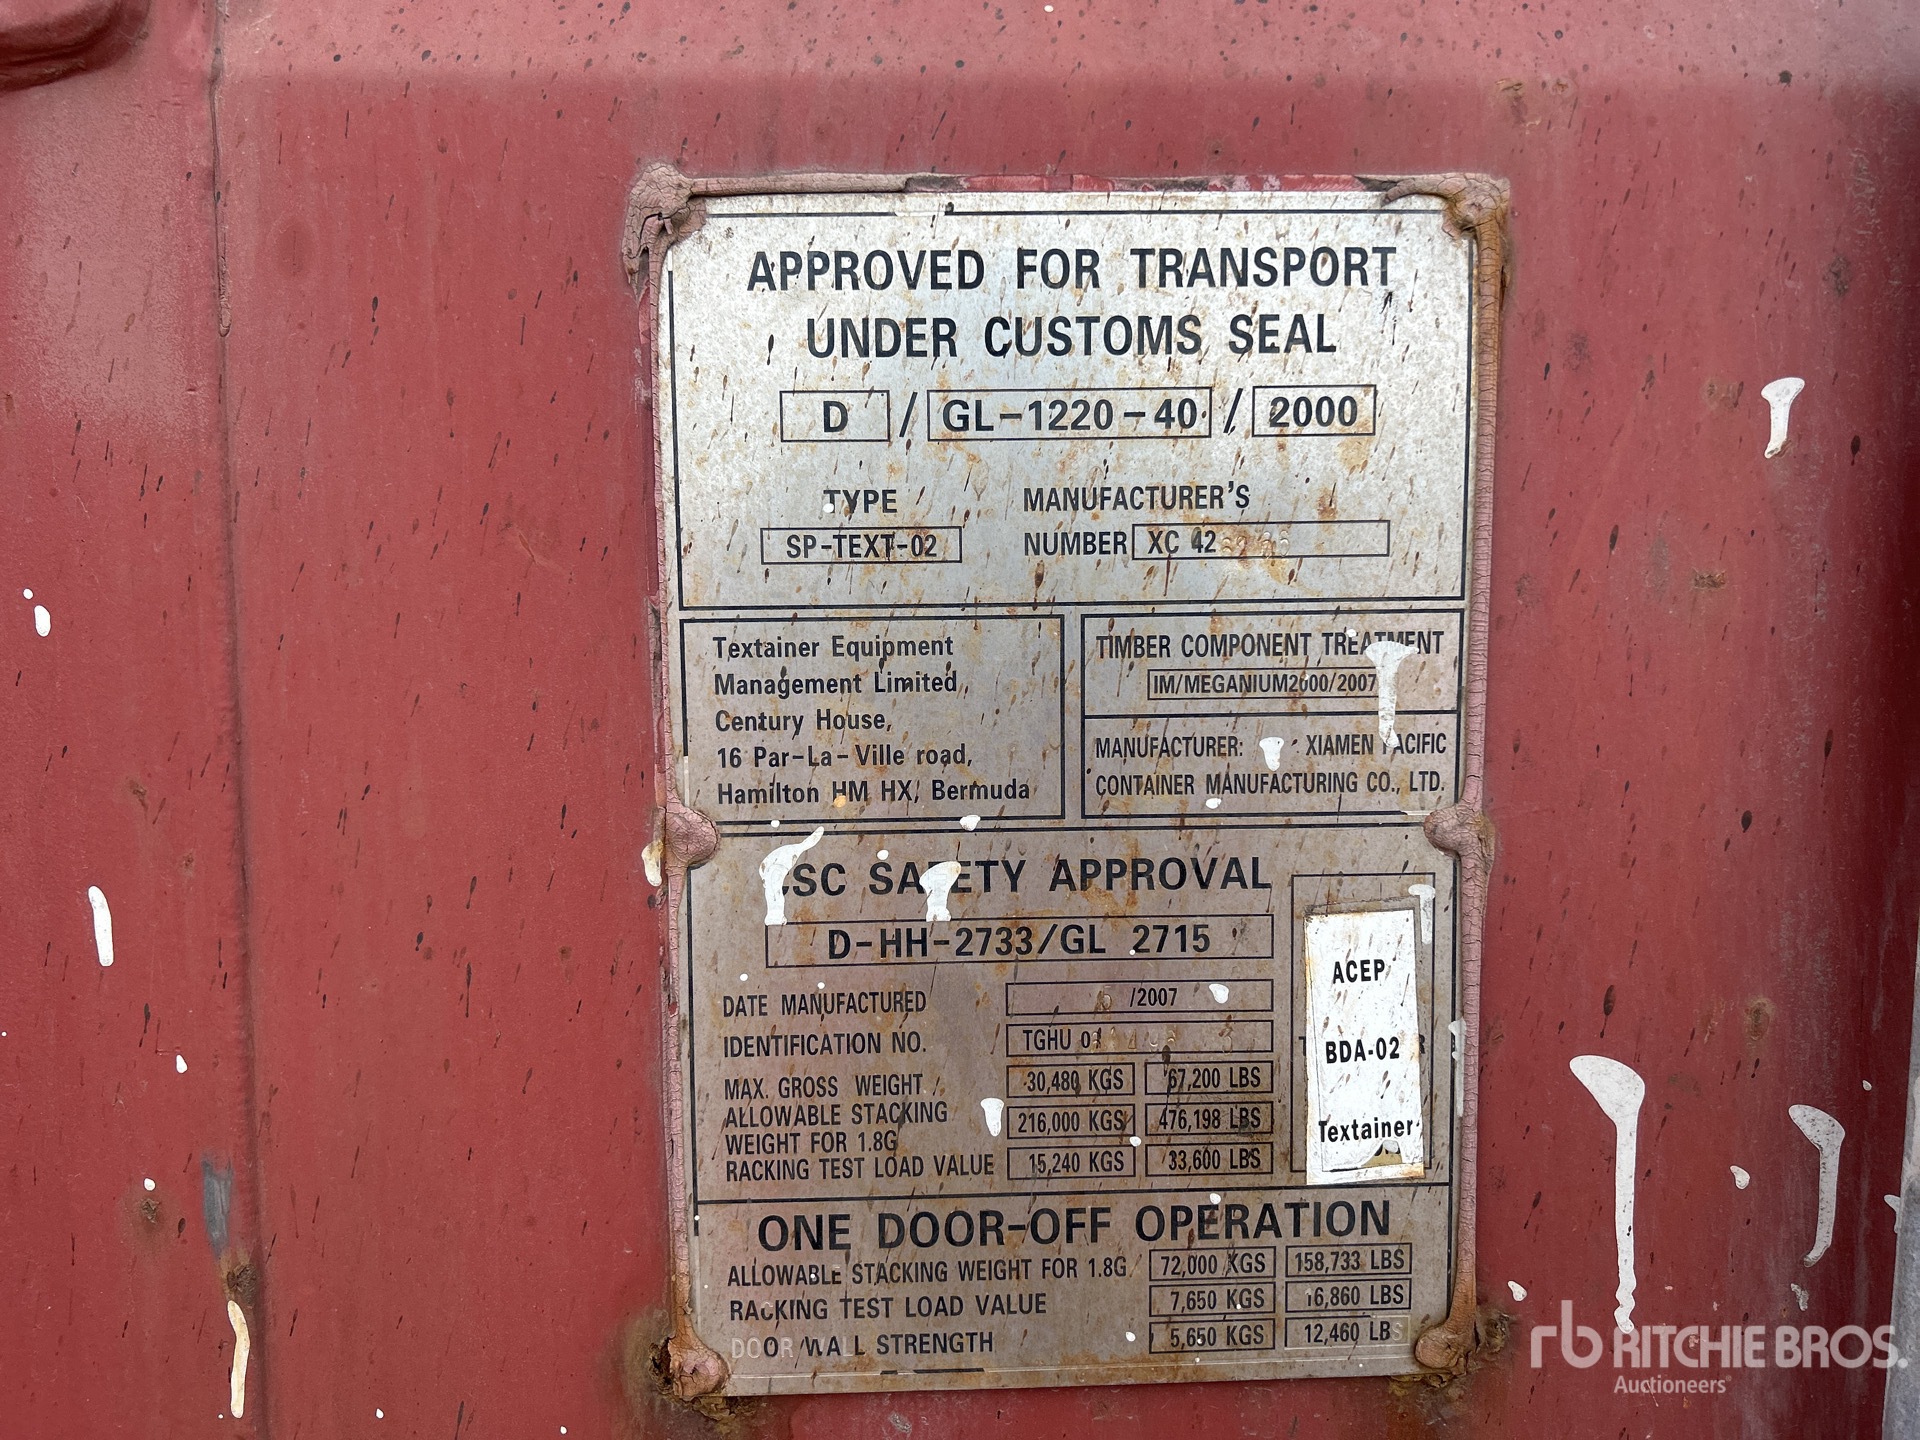 APPROVED FOR TRANSPORT
UNDER CUSTOMS SEAL
D / GL-1220-40 / 2000
TYPE
SP-TEXT-02
MANUFACTURER'S
NUMBER XC 42
Textainer Equipment
Management Limited,
Century House,
16 Par-La-Ville road,
Hamilton HM HX, Bermuda
TIMBER COMPONENT TREATMENT
IM/MEGANIUM2000/2007
MANUFACTURER: XIAMEN PACIFIC
CONTAINER MANUFACTURING CO., LTD.
CSC SAFETY APPROVAL
D-HH-2733/GL 2715
DATE MANUFACTURED /2007
IDENTIFICATION NO. TGHU
MAX. GROSS WEIGHT 30,480 KGS 67,200 LBS
ALLOWABLE STACKING
WEIGHT FOR 1.8G 216,000 KGS 476,198 LBS
RACKING TEST LOAD VALUE 15,240 KGS 33,600 LBS
ACEP
BDA-02
Textainer
ONE DOOR-OFF OPERATION
ALLOWABLE STACKING WEIGHT FOR 1.8G 72,000 KGS 158,733 LBS
RACKING TEST LOAD VALUE 7,650 KGS 16,860 LBS
DOOR WALL STRENGTH 5,650 KGS 12,460 LBS
rb RITCHIE BROS.
Auctioneers